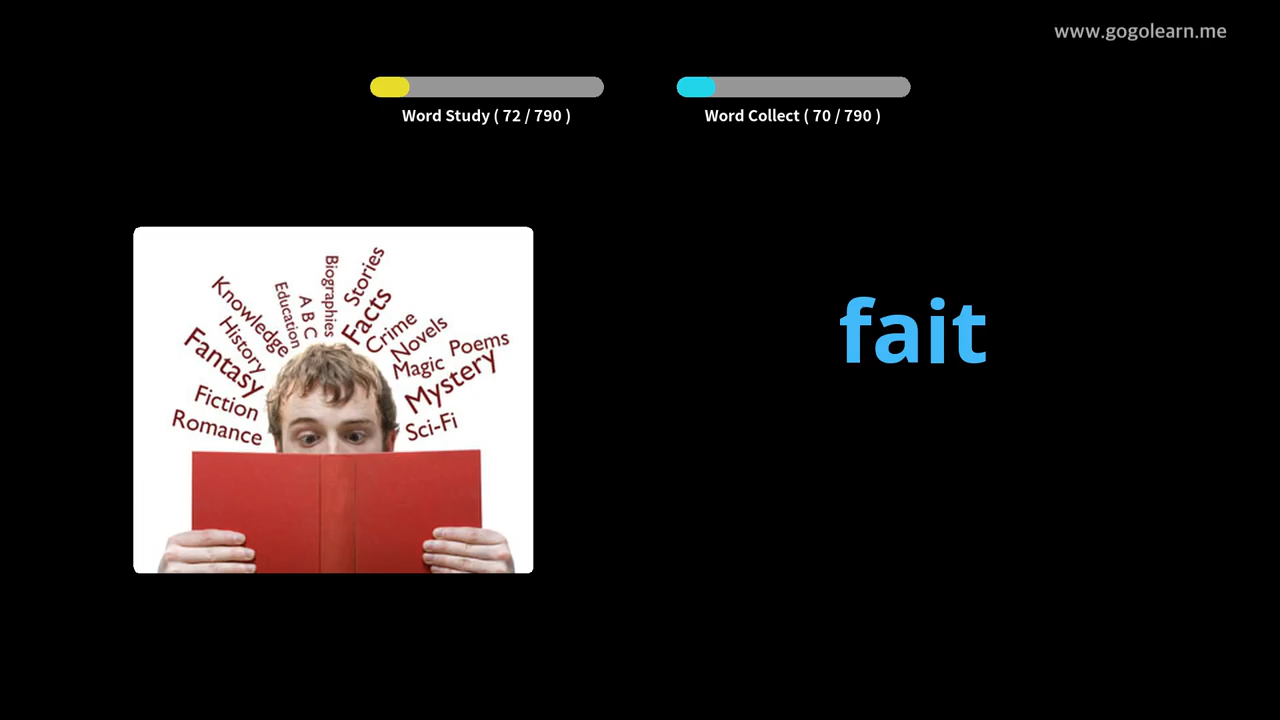 www.gogolearn.me
Word Study ( 72 / 790 )
Word Collect ( 70 / 790 )
Knowledge
History
Fantasy
Fiction
Romance
Education
A B C
Biographies
Stories
Facts
Crime
Novels
Magic
Poems
Mystery
Sci-Fi
fait